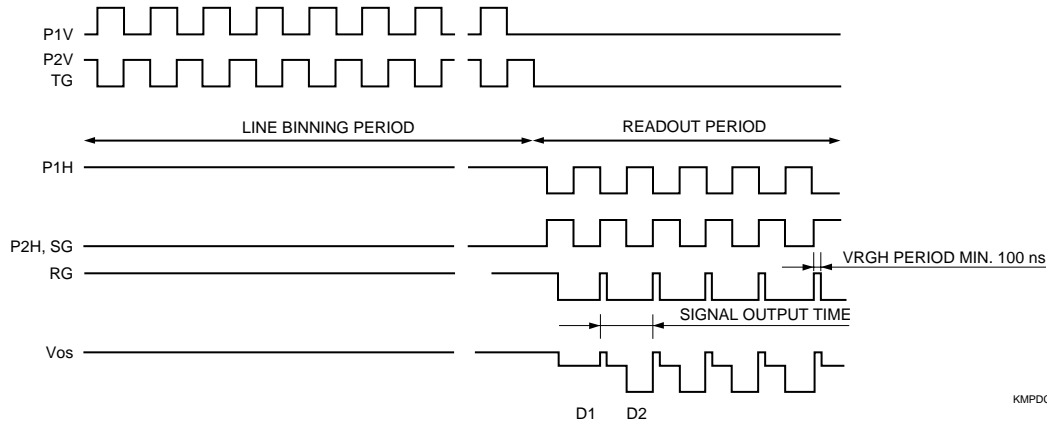 P1V
P2V
TG
LINE BINNING PERIOD
READOUT PERIOD
P1H
P2H, SG
VRGH PERIOD MIN. 100 ns
RG
SIGNAL OUTPUT TIME
Vos
D1
D2